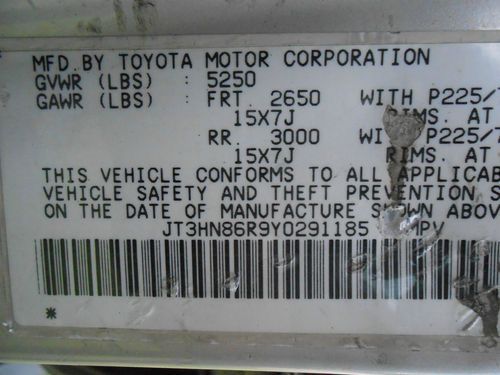 MFD.BY TOYOTA MOTOR CORPORATION
GVWR (LBS) : 5250
GAWR (LBS) : FRT. 2650 WITH P225/
15X7J RIMS. AT
RR. 3000 WITH P225/
15X7J RIMS. AT
THIS VEHICLE CONFORMS TO ALL APPLICAB
VEHICLE SAFETY AND THEFT PREVENTION S
ON THE DATE OF MANUFACTURE SHOWN ABOV
JT3HN86R9Y0291185 MPV
*